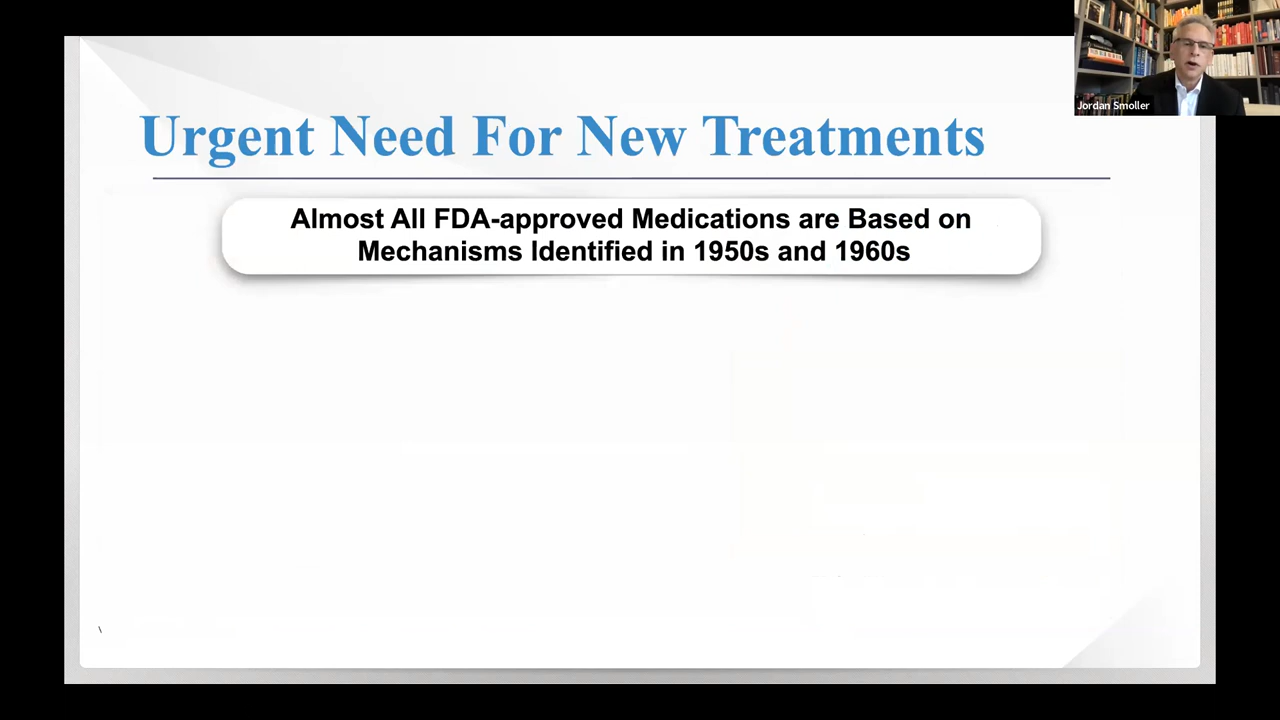 Jordan Smoller
Urgent Need For New Treatments
Almost All FDA-approved Medications are Based on
Mechanisms Identified in 1950s and 1960s
\